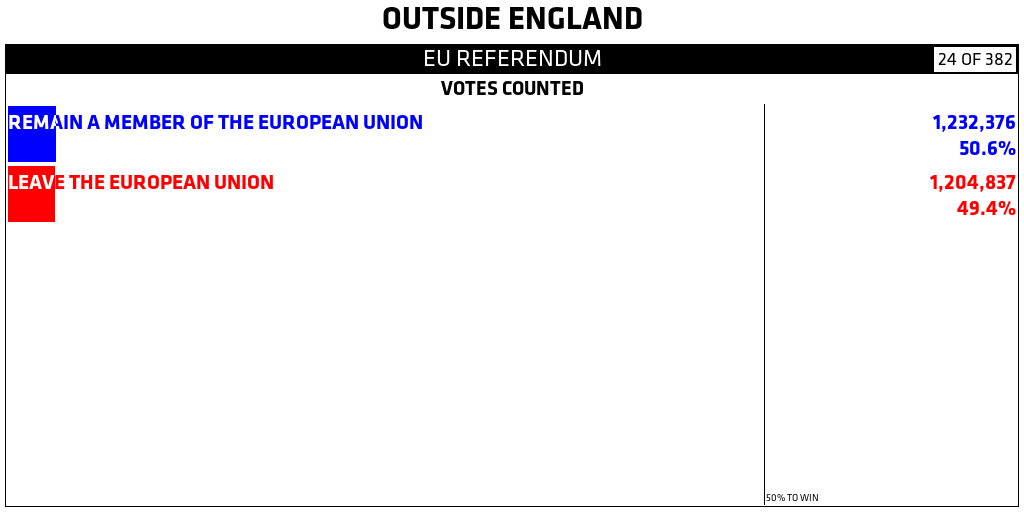 OUTSIDE ENGLAND
EU REFERENDUM
24 OF 382
VOTES COUNTED
REMAIN A MEMBER OF THE EUROPEAN UNION
1,232,376
50.6%
LEAVE THE EUROPEAN UNION
1,204,837
49.4%
50% TO WIN